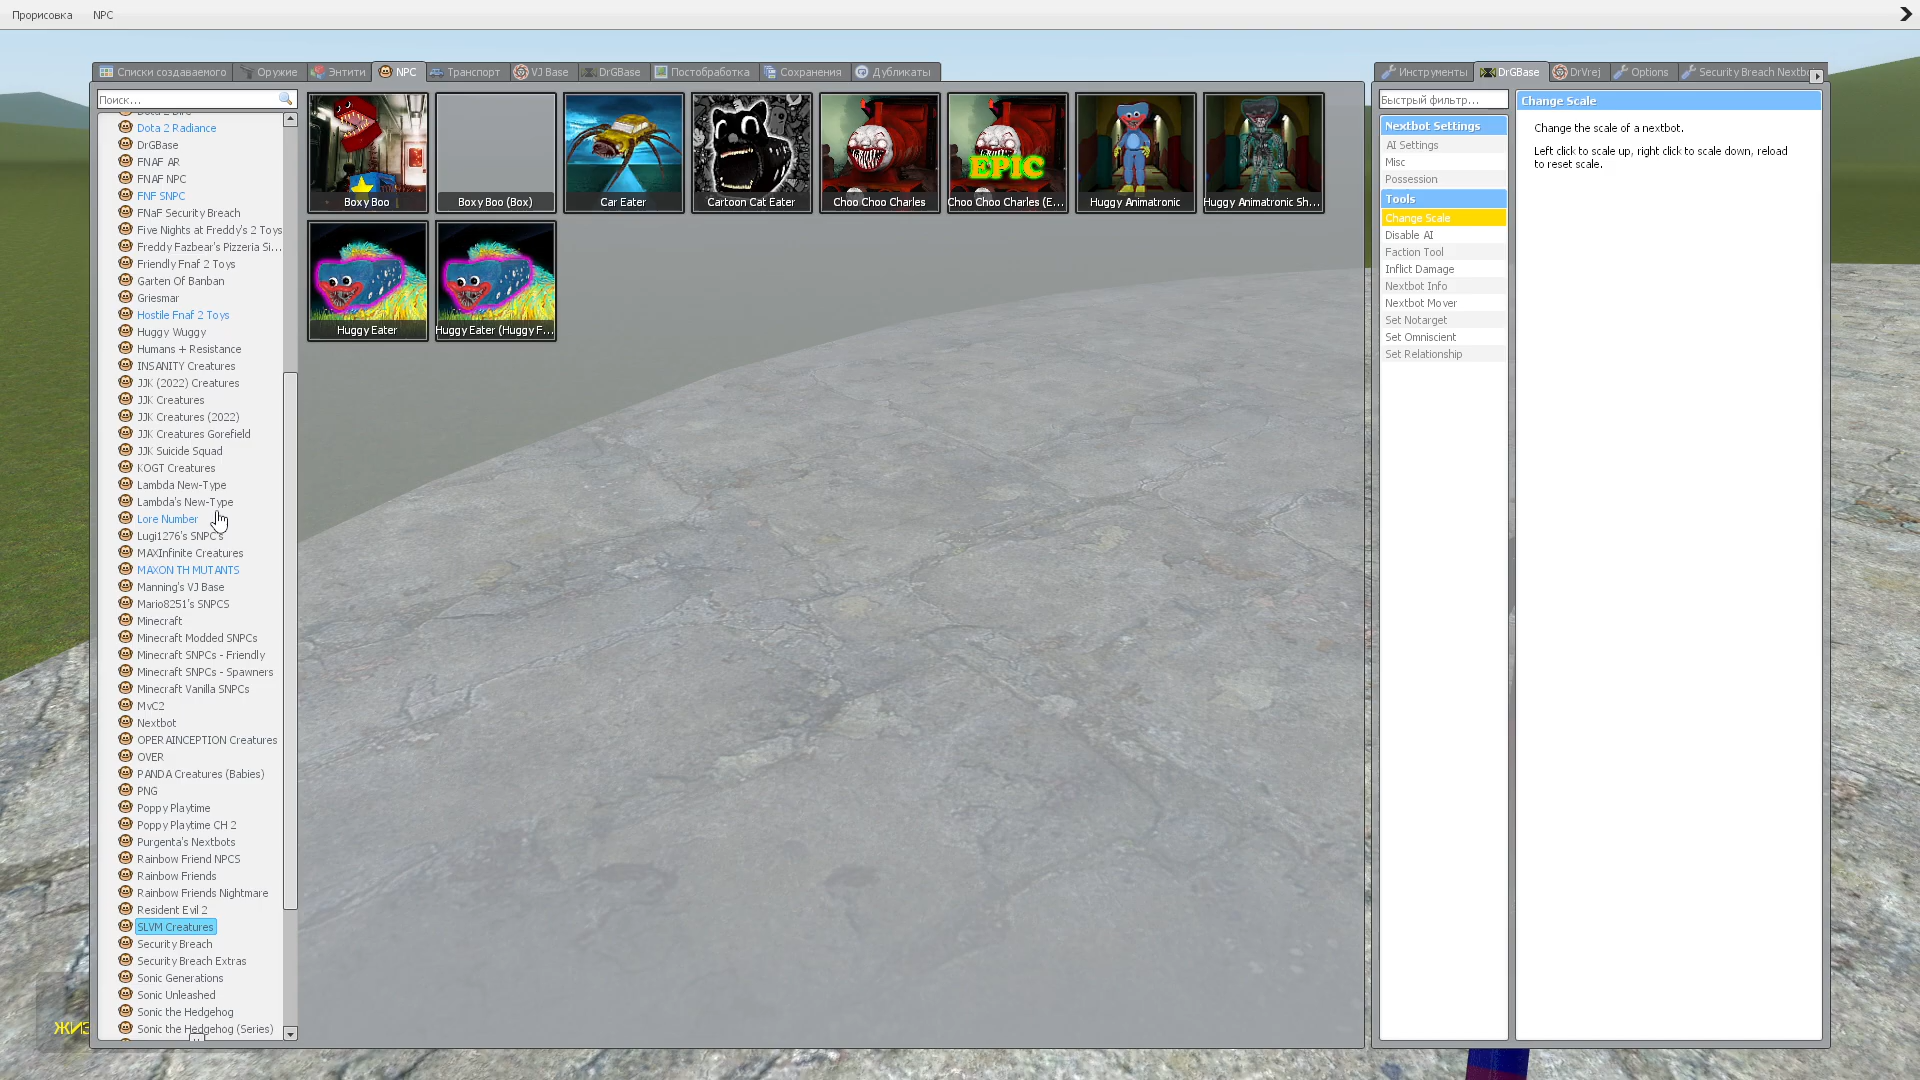 Прорисовка NPC
Списки создаваемого Оружие Энтити NPC Транспорт VJ Base DrGBase Постобработка Сохранения Дубликаты
Поиск...
Dota 2 Dire
Dota 2 Radiance
DrGBase
FNAF AR
FNAF NPC
FNF SNPC
FNaF Security Breach
Five Nights at Freddy's 2 Toys
Freddy Fazbear's Pizzeria Si...
Friendly Fnaf 2 Toys
Garten Of Banban
Griesmar
Hostile Fnaf 2 Toys
Huggy Wuggy
Humans + Resistance
INSANITY Creatures
JJK (2022) Creatures
JJK Creatures
JJK Creatures (2022)
JJK Creatures Gorefield
JJK Suicide Squad
KOGT Creatures
Lambda New-Type
Lambda's New-Type
Lore Number
Lugi1276's SNPC's
MAXInfinite Creatures
MAXON TH MUTANTS
Manning's VJ Base
Mario8251's SNPCS
Minecraft
Minecraft Modded SNPCs
Minecraft SNPCs - Friendly
Minecraft SNPCs - Spawners
Minecraft Vanilla SNPCs
MvC2
Nextbot
OPERAINCEPTION Creatures
OVER
PANDA Creatures (Babies)
PNG
Poppy Playtime
Poppy Playtime CH 2
Purgenta's Nextbots
Rainbow Friend NPCS
Rainbow Friends
Rainbow Friends Nightmare
Resident Evil 2
SLVM Creatures
Security Breach
Security Breach Extras
Sonic Generations
Sonic Unleashed
Sonic the Hedgehog
Sonic the Hedgehog (Series)
Boxy Boo Boxy Boo (Box) Car Eater Cartoon Cat Eater Choo Choo Charles EPIC Choo Choo Charles (E... Huggy Animatronic Huggy Animatronic Sh...
Huggy Eater Huggy Eater (Huggy F...
Инструменты DrGBase DrVrej Options Security Breach Nextbo
Быстрый фильтр...
Nextbot Settings
AI Settings
Misc
Possession
Tools
Change Scale
Disable AI
Faction Tool
Inflict Damage
Nextbot Info
Nextbot Mover
Set Notarget
Set Omniscient
Set Relationship
Change Scale
Change the scale of a nextbot.
Left click to scale up, right click to scale down, reload
to reset scale.
ЖИЗ